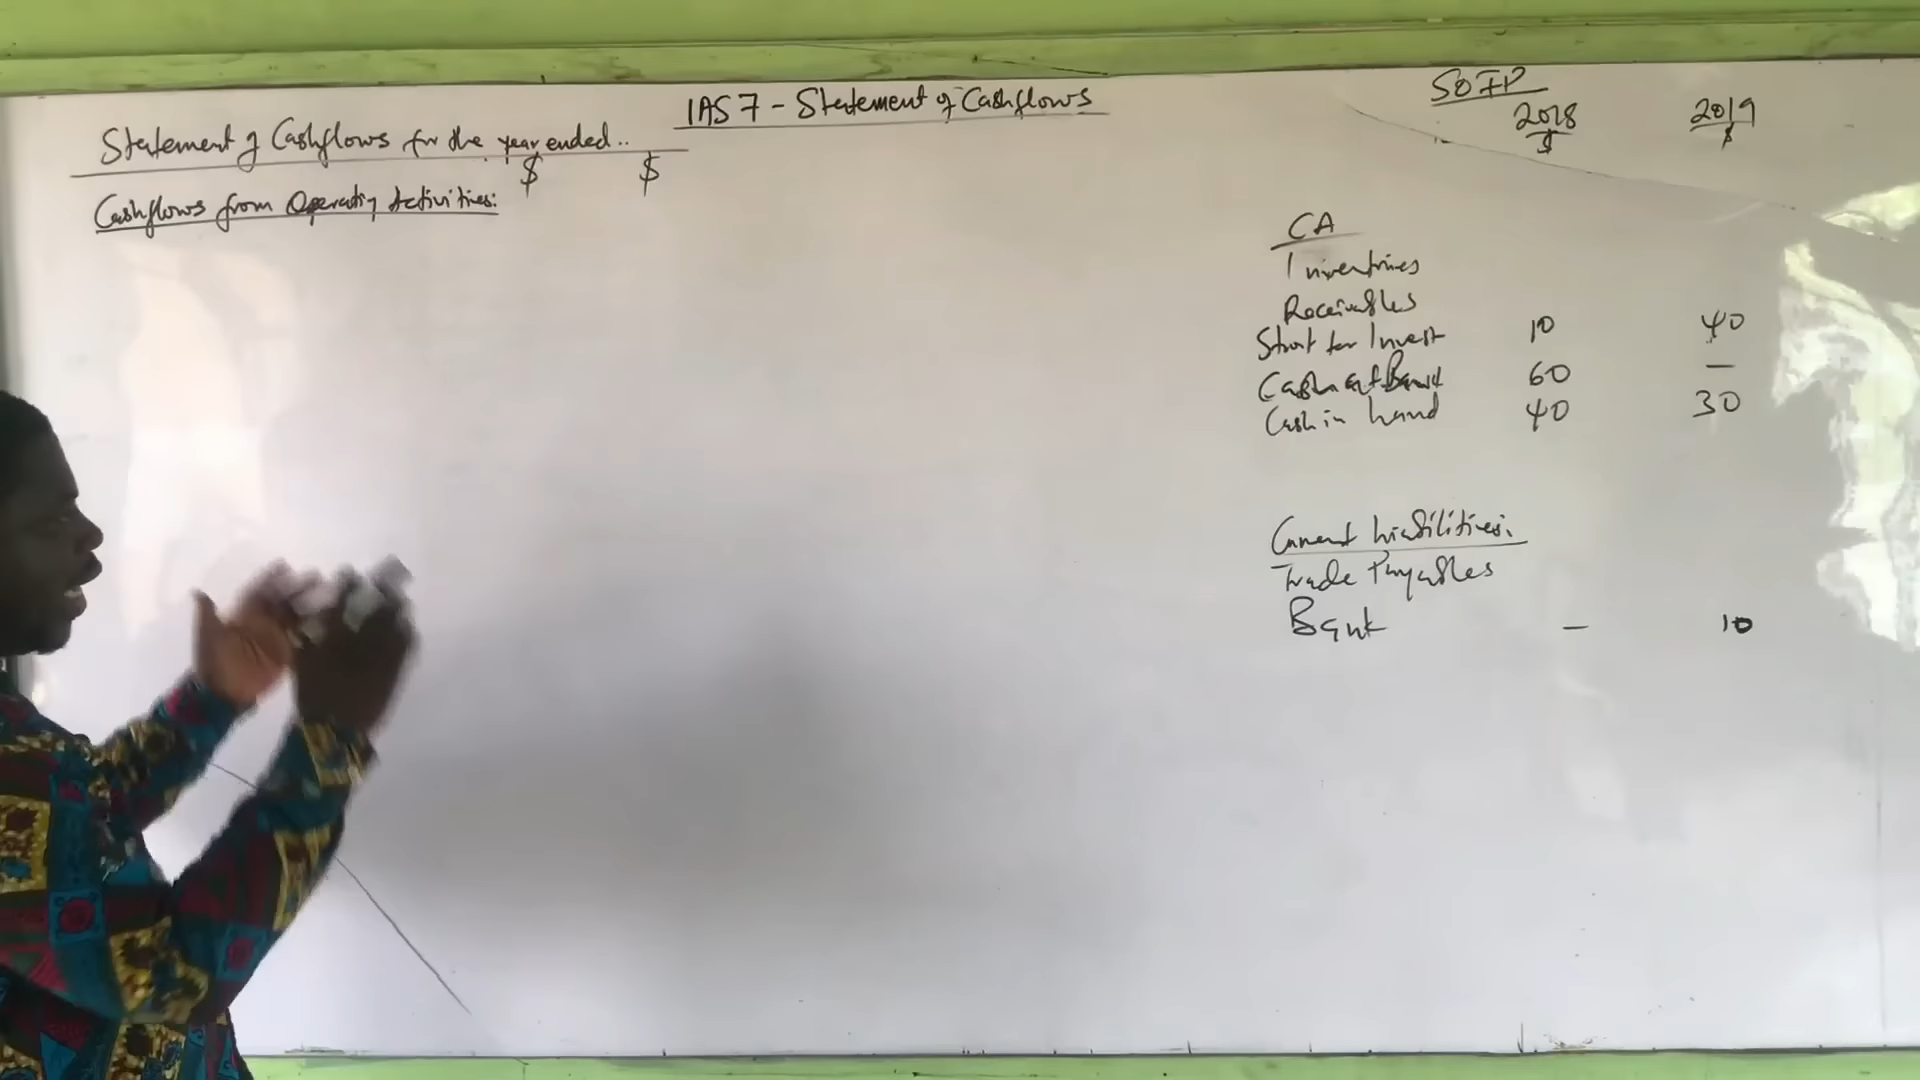 IAS 7 - Statement of Cashflows
Statement of Cashflows for the year ended..
$ $
Cashflows from Operating Activities:
SOFP
2018 2019
$ $
CA
Inventories
Receivables
Short ter Invest 10 40
Cash at Bank 60 —
Cash in hand 40 30
Current Liabilities:
Trade Payables
Bank — 10